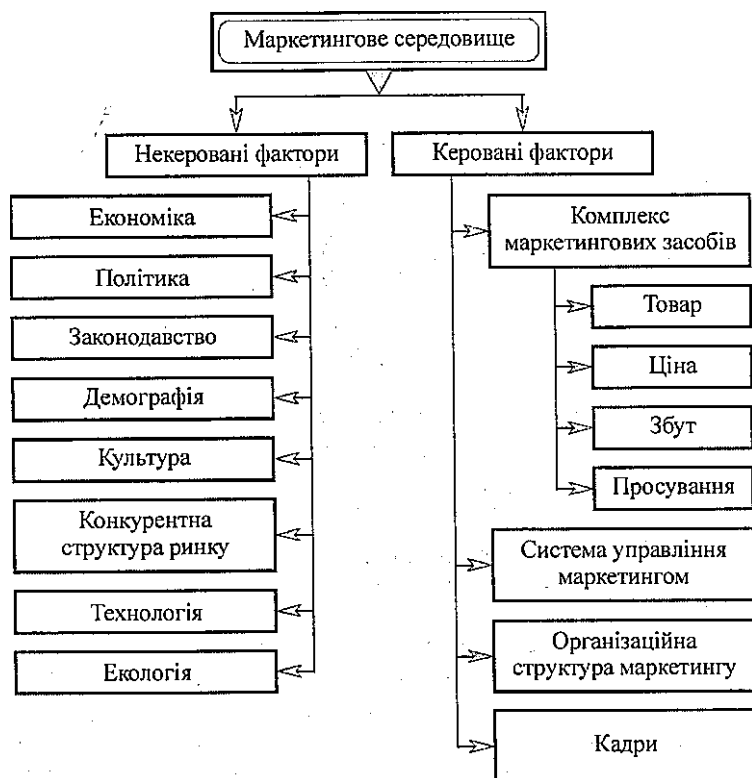 Маркетингове середовище
Некеровані фактори
Керовані фактори
Економіка
Політика
Законодавство
Демографія
Культура
Конкурентна
структура ринку
Технологія
Екологія
Комплекс
маркетингових засобів
Товар
Ціна
Збут
Просування
Система управління
маркетингом
Організаційна
структура маркетингу
Кадри